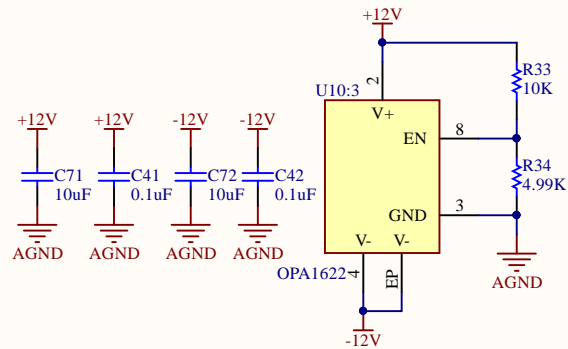 +12V
2
U10:3
V+
R33
10K
EN
8
+12V
+12V
-12V
-12V
C71
10uF
C41
0.1uF
C72
10uF
C42
0.1uF
R34
4.99K
GND
3
AGND
AGND
AGND
AGND
V-
V-
AGND
OPA1622
4
EP
-12V